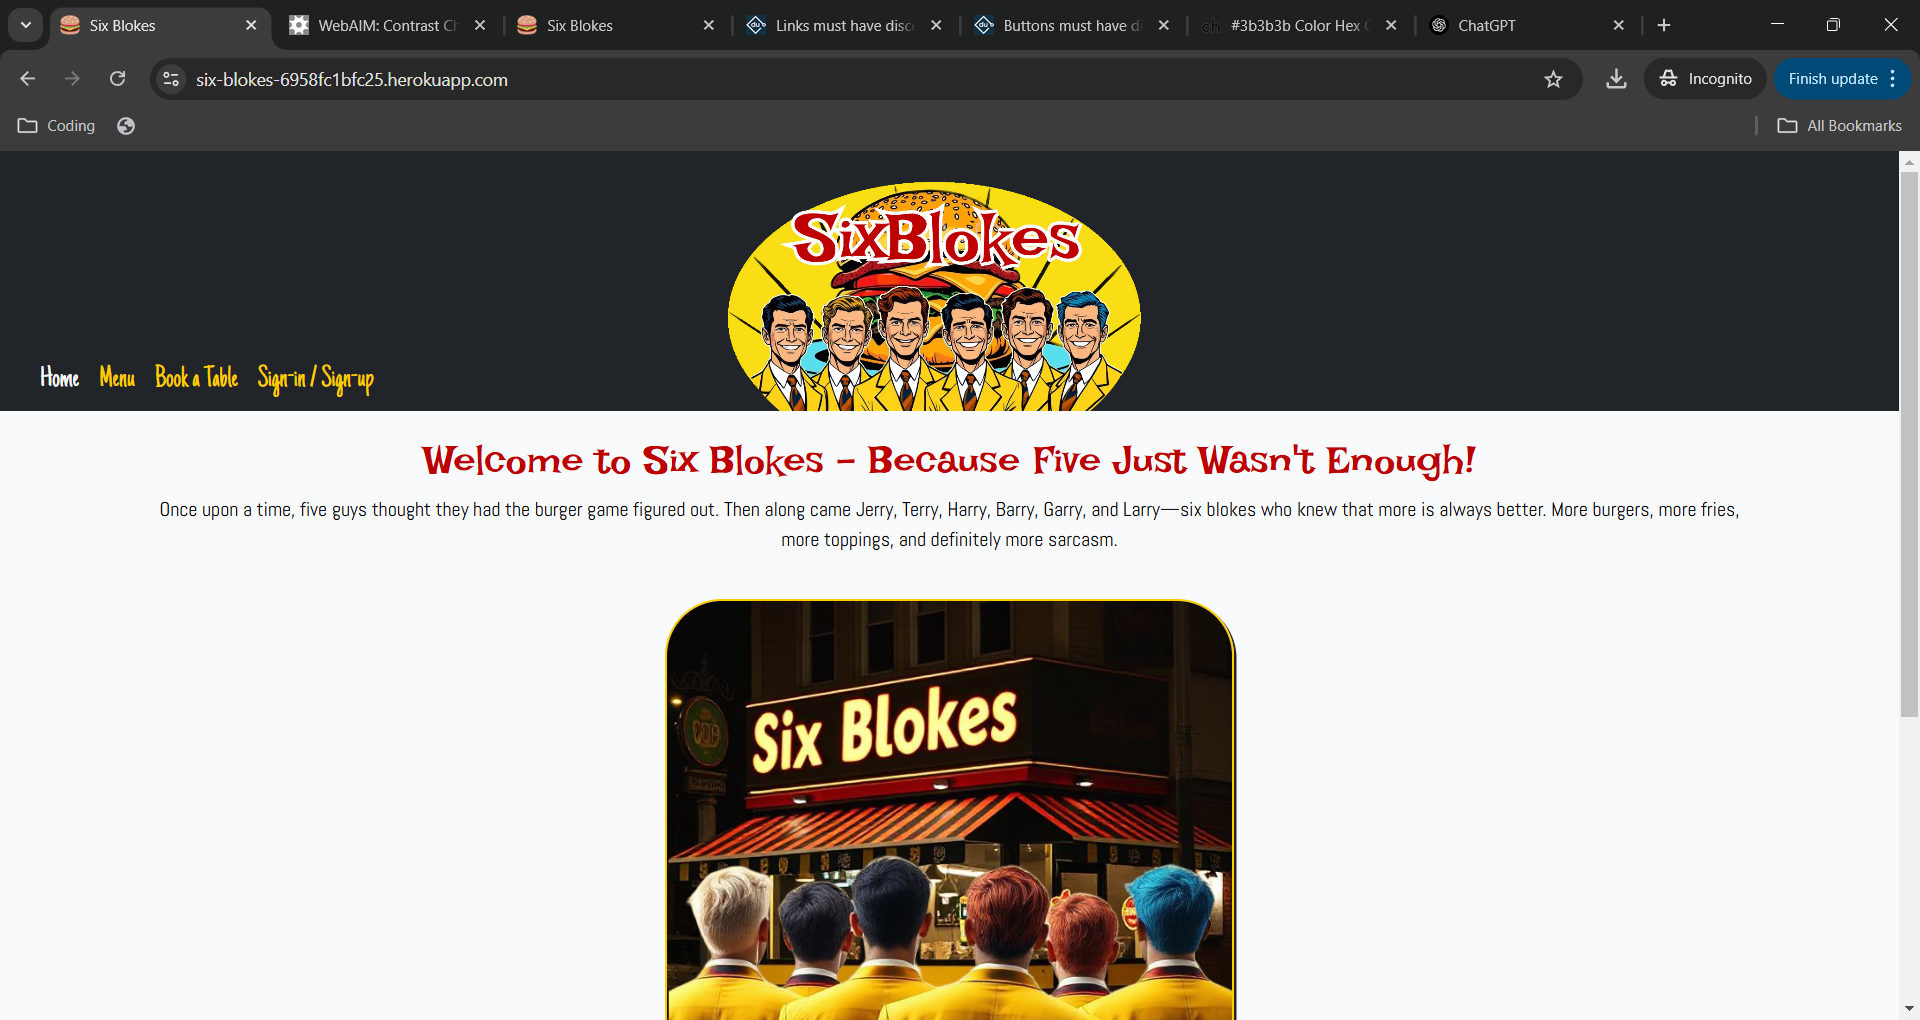 Six Blokes
WebAIM: Contrast Ch
Six Blokes
Links must have disc
Buttons must have di
#3b3b3b Color Hex C
ChatGPT
six-blokes-6958fc1bfc25.herokuapp.com
Incognito
Finish update
Coding
All Bookmarks
SixBlokes
Home Menu Book a Table Sign-in / Sign-up
Welcome to Six Blokes - Because Five Just Wasn't Enough!
Once upon a time, five guys thought they had the burger game figured out. Then along came Jerry, Terry, Harry, Barry, Garry, and Larry—six blokes who knew that more is always better. More burgers, more fries,
more toppings, and definitely more sarcasm.
Six Blokes